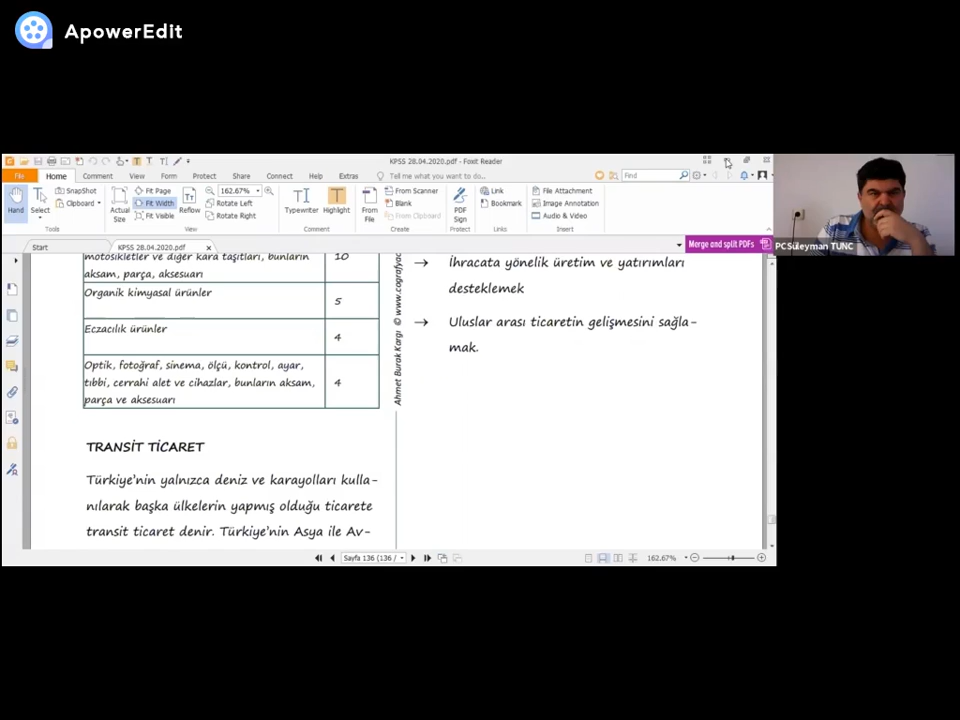 ApowerEdit
KPSS 28.04.2020.pdf - Foxit Reader
File Home Comment View Form Protect Share Connect Help Extras Tell me what you want to do.. Find
Hand
Select
SnapShot
Clipboard
Tools
Actual Size
Fit Page
Fit Width
Fit Visible
Reflow
162.67%
Rotate Left
Rotate Right
View
Typewriter
Highlight
Comment
From File
From Scanner
Blank
From Clipboard
Create
PDF Sign
Protect
Link
Bookmark
Links
File Attachment
Image Annotation
Audio & Video
Insert
Start
KPSS 28.04.2020.pdf
Merge and split PDFs
PCSüleyman TUNC
motosikletler ve diğer kara taşıtları, bunların 10
aksam, parça, aksesuarı
Organik kimyasal ürünler 5
Eczacılık ürünler 4
Optik, fotoğraf, sinema, ölçü, kontrol, ayar,
tıbbi, cerrahi alet ve cihazlar, bunların aksam, 4
parça ve aksesuarı
TRANSİT TİCARET
Türkiye'nin yalnızca deniz ve karayolları kulla-
nılarak başka ülkelerin yapmış olduğu ticarete
transit ticaret denir. Türkiye'nin Asya ile Av-
Ahmet Burak Kargı © www.cografyac
→ İhracata yönelik üretim ve yatırımları
desteklemek
→ Uluslar arası ticaretin gelişmesini sağla-
mak.
Sayfa 136 (136 /
162.67%